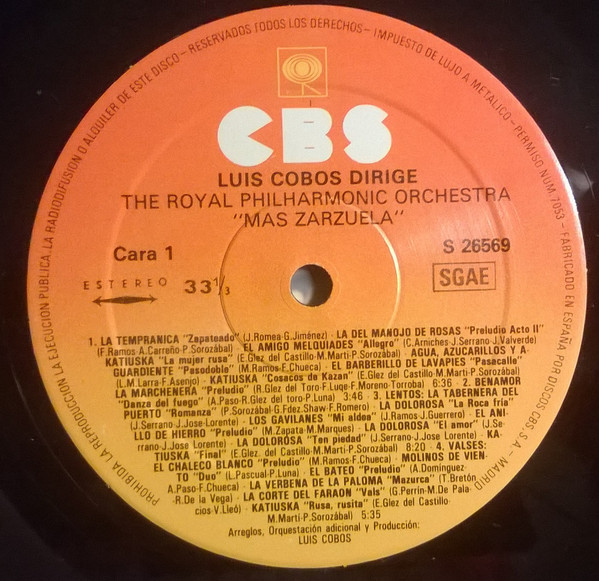 PROHIBIDA LA REPRODUCCION, LA EJECUCION PUBLICA, LA RADIODIFUSION O ALQUILER DE ESTE DISCO - RESERVADOS TODOS LOS DERECHOS - IMPUESTO DE LUJO A METALICO - PERMISO NUM. 7053 - FABRICADO EN ESPAÑA POR DISCOS CBS, S.A. - MADRID
CBS
LUIS COBOS DIRIGE
THE ROYAL PHILHARMONIC ORCHESTRA
"MAS ZARZUELA"
Cara 1
S 26569
ESTEREO
33 1/3
SGAE
1. LA TEMPRANICA "Zapateado" (J.Romea-G.Jiménez) - LA DEL MANOJO DE ROSAS "Preludio Acto II"
(F.Ramos A.Carreño-P.Sorozábal) EL AMIGO MELQUIADES "Allegro" (C.Arniches-J.Serrano-J.Valverde)
KATIUSKA "La mujer rusa" (E.Glez del Castillo-M.Marti-P.Sorozábal) - AGUA, AZUCARILLOS Y A-
GUARDIENTE "Pasodoble" (M.Ramos-F.Chueca) - EL BARBERILLO DE LAVAPIES "Pasacalle"
(L.M.Larra-F.Asenjo) - KATIUSKA "Cosacos de Kazan" (E.Glez del Castillo-M.Marti-P.Sorozábal)
LA MARCHENERA "Preludio" (R.Glez del Toro-F.Luque-F.Moreno-Torroba) 6:36 - 2. BENAMOR
"Danza del fuego" (A.Paso-R.Glez del toro-P.Luna) 3:46 - 3. LENTOS: LA TABERNERA DEL
PUERTO "Romanza" (P.Sorozábal-G.Fdez.Shaw-F.Romero) - LA DOLOROSA "La Roca fria"
(J.Serrano-J.Jose-Lorente) - LOS GAVILANES "Mi aldea" (J.Ramos-J.Guerrero) - EL ANI-
LLO DE HIERRO "Preludio" (M.Zapata-M.Marques) - LA DOLOROSA "El amor" (J.Se-
rrano-J.Jose Lorente) - LA DOLOROSA "Ten piedad" (J.Serrano-J.Jose Lorente) - KA-
TIUSKA "Final" (E.Glez del Castillo-M.Marti-P.Sorozábal) 8:20 - 4. VALSES:
EL CHALECO BLANCO "Preludio" (M.Ramos-F.Chueca) - MOLINOS DE VIEN-
TO "Duo" (L.Pascual-P.Luna) - EL BATEO "Preludio" (A.Dominguez-
A.Paso-F.Chueca) - LA VERBENA DE LA PALOMA "Mazurca" (T.Bretón
R.De la Vega) - LA CORTE DEL FARAON "Vals" (G.Perrin-M.De Pala-
cios-V.Lleó) - KATIUSKA "Rusa, rusita" (E.Glez del Castillo
M.Marti-P.Sorozábal) 5:35
Arreglos, Orquestación adicional y Producción:
LUIS COBOS